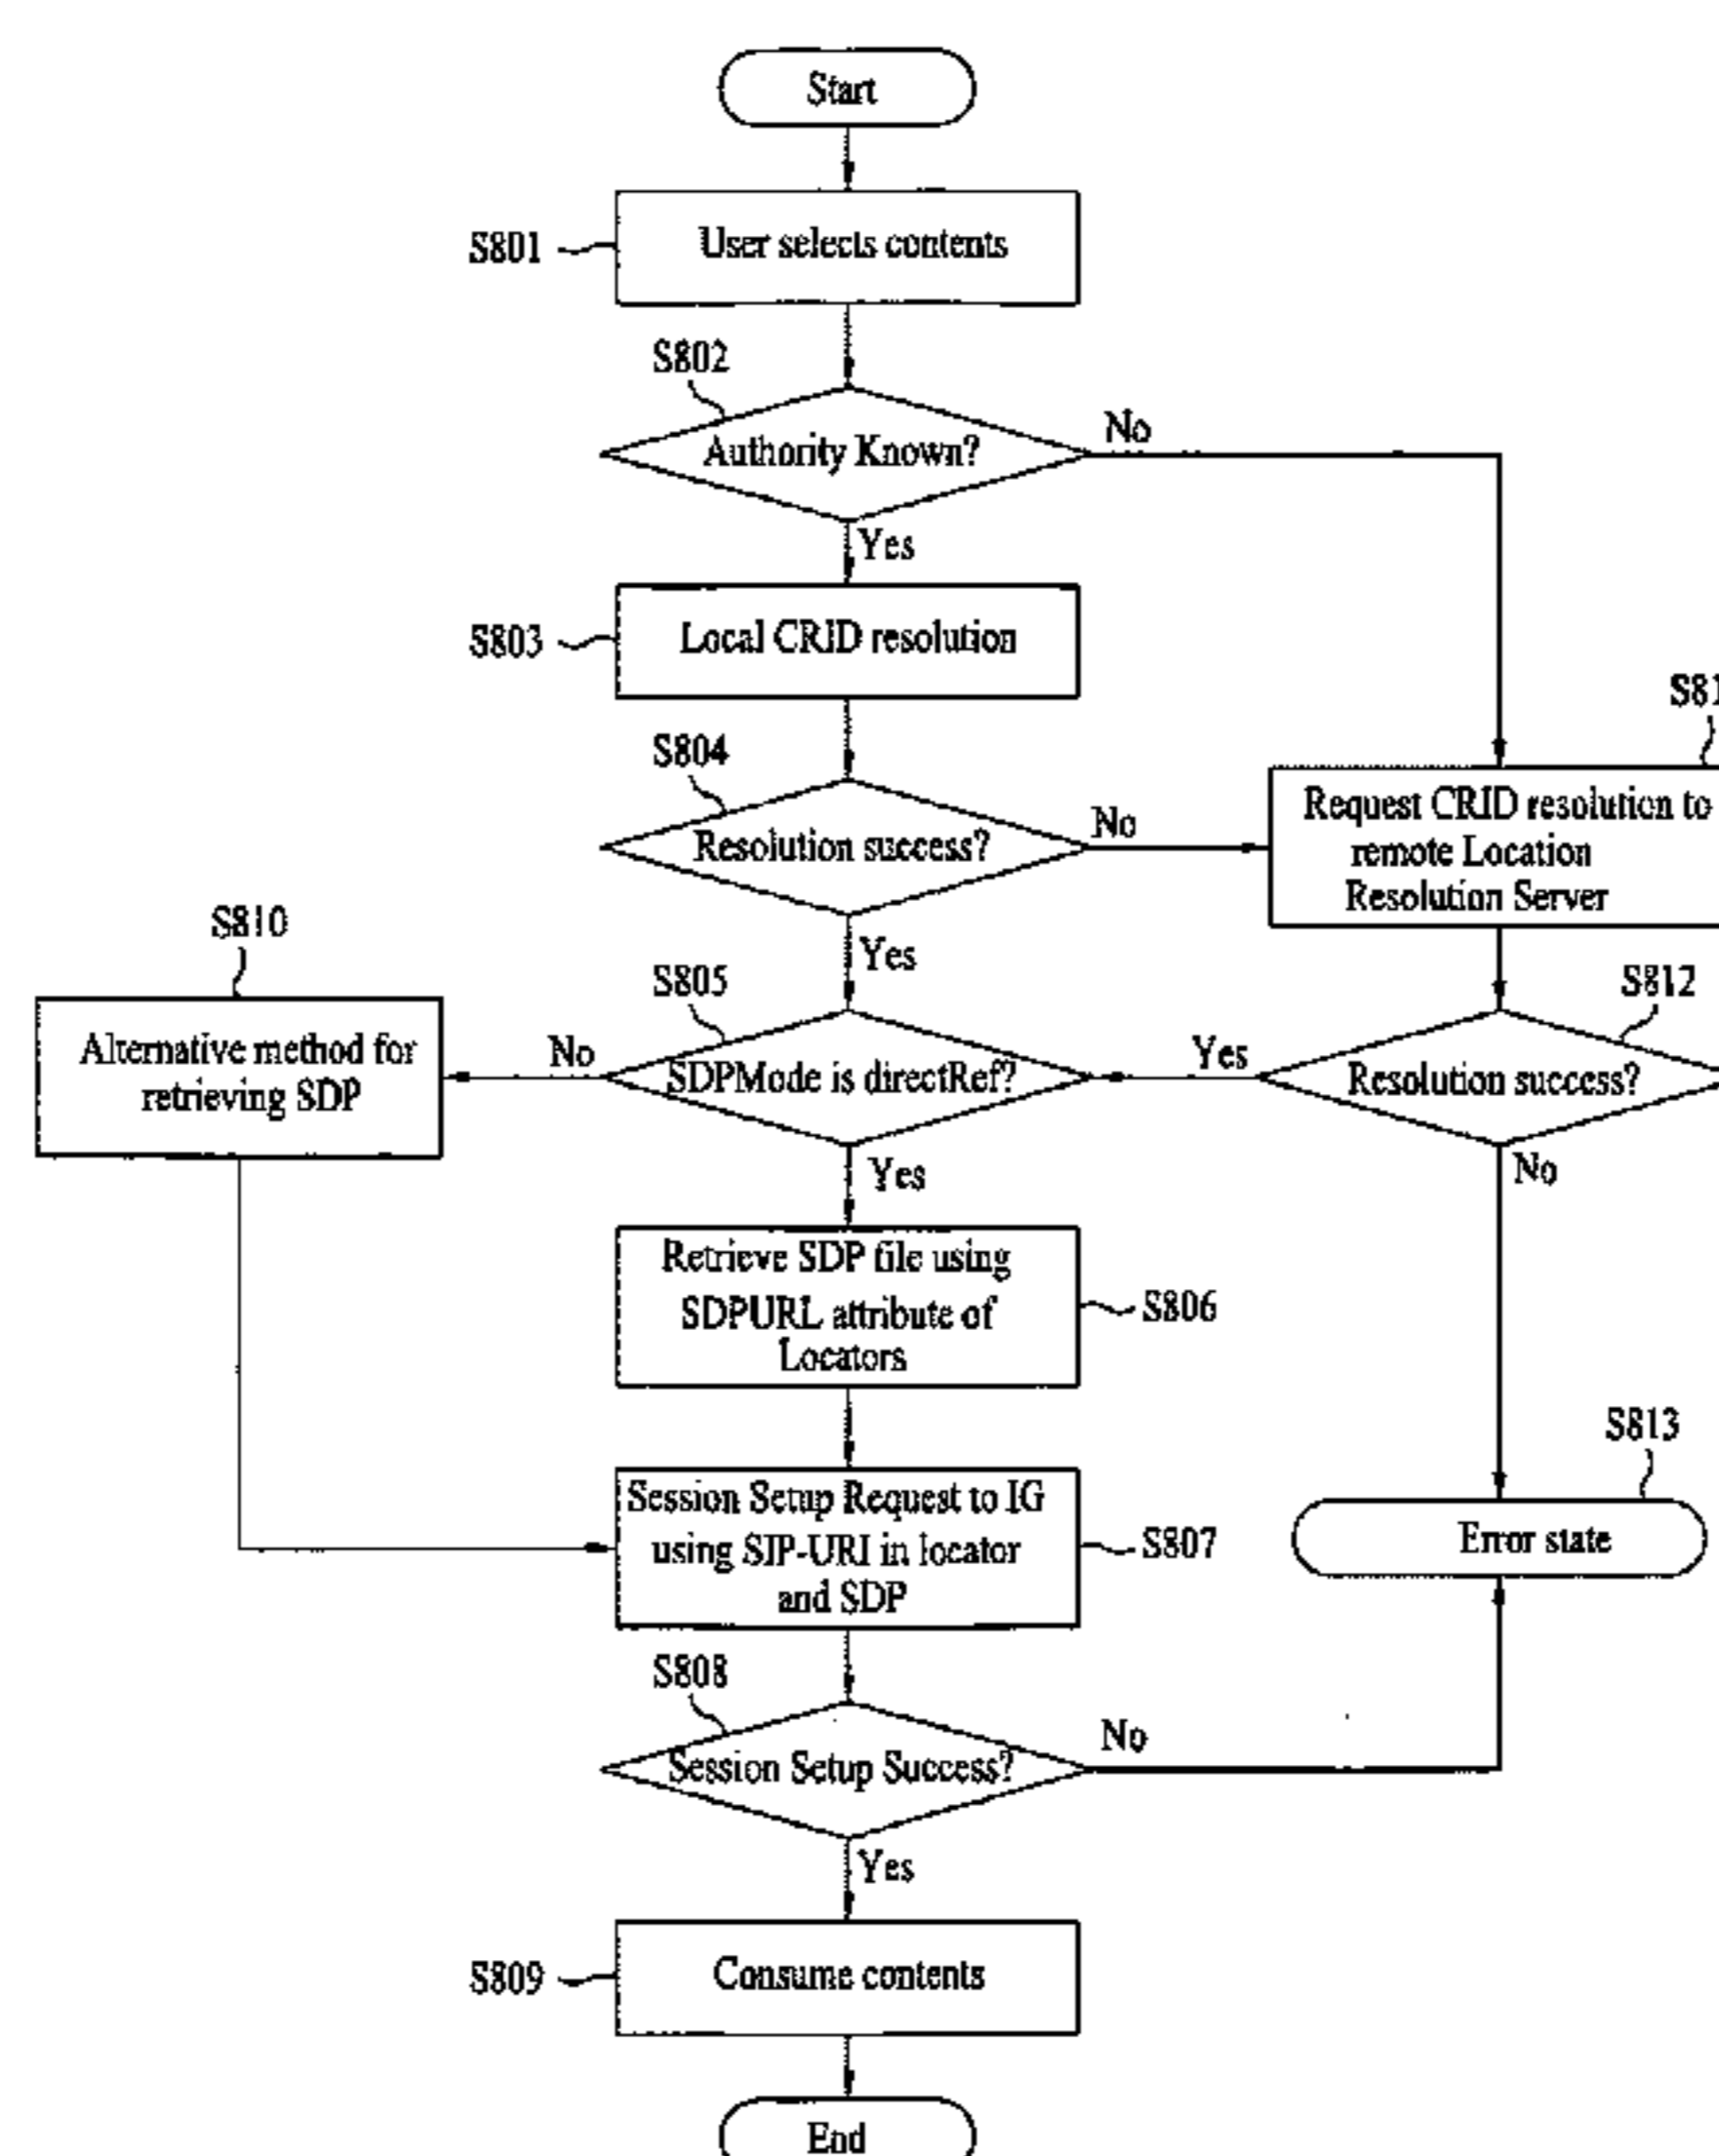 Start
S801
User selects contents
S802
Authority Known?
No
Yes
S803
Local CRID resolution
S804
Resolution success?
No
Yes
S81
Request CRID resolution to
remote Location
Resolution Server
S810
Alternative method for
retrieving SDP
No
S805
SDPMode is directRef?
Yes
S812
Resolution success?
Yes
No
Retrieve SDP file using
SDPURL attribute of
Locators
S806
Session Setup Request to IG
using SIP-URI in locator
and SDP
S807
S813
Error state
S808
Session Setup Success?
No
Yes
S809
Consume contents
End